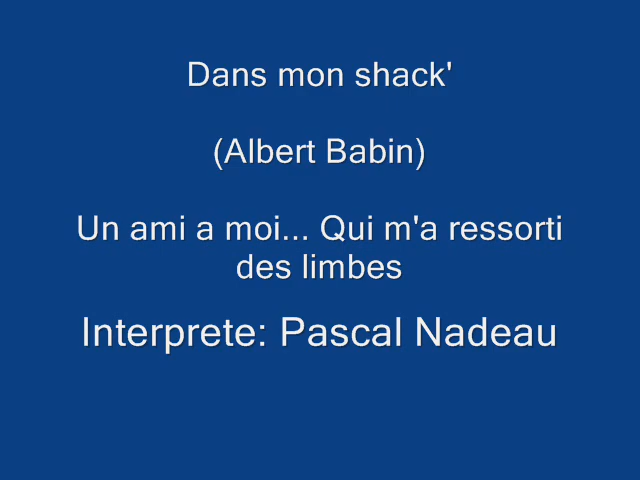 Dans mon shack'
(Albert Babin)
Un ami a moi... Qui m'a ressorti
des limbes
Interprete: Pascal Nadeau